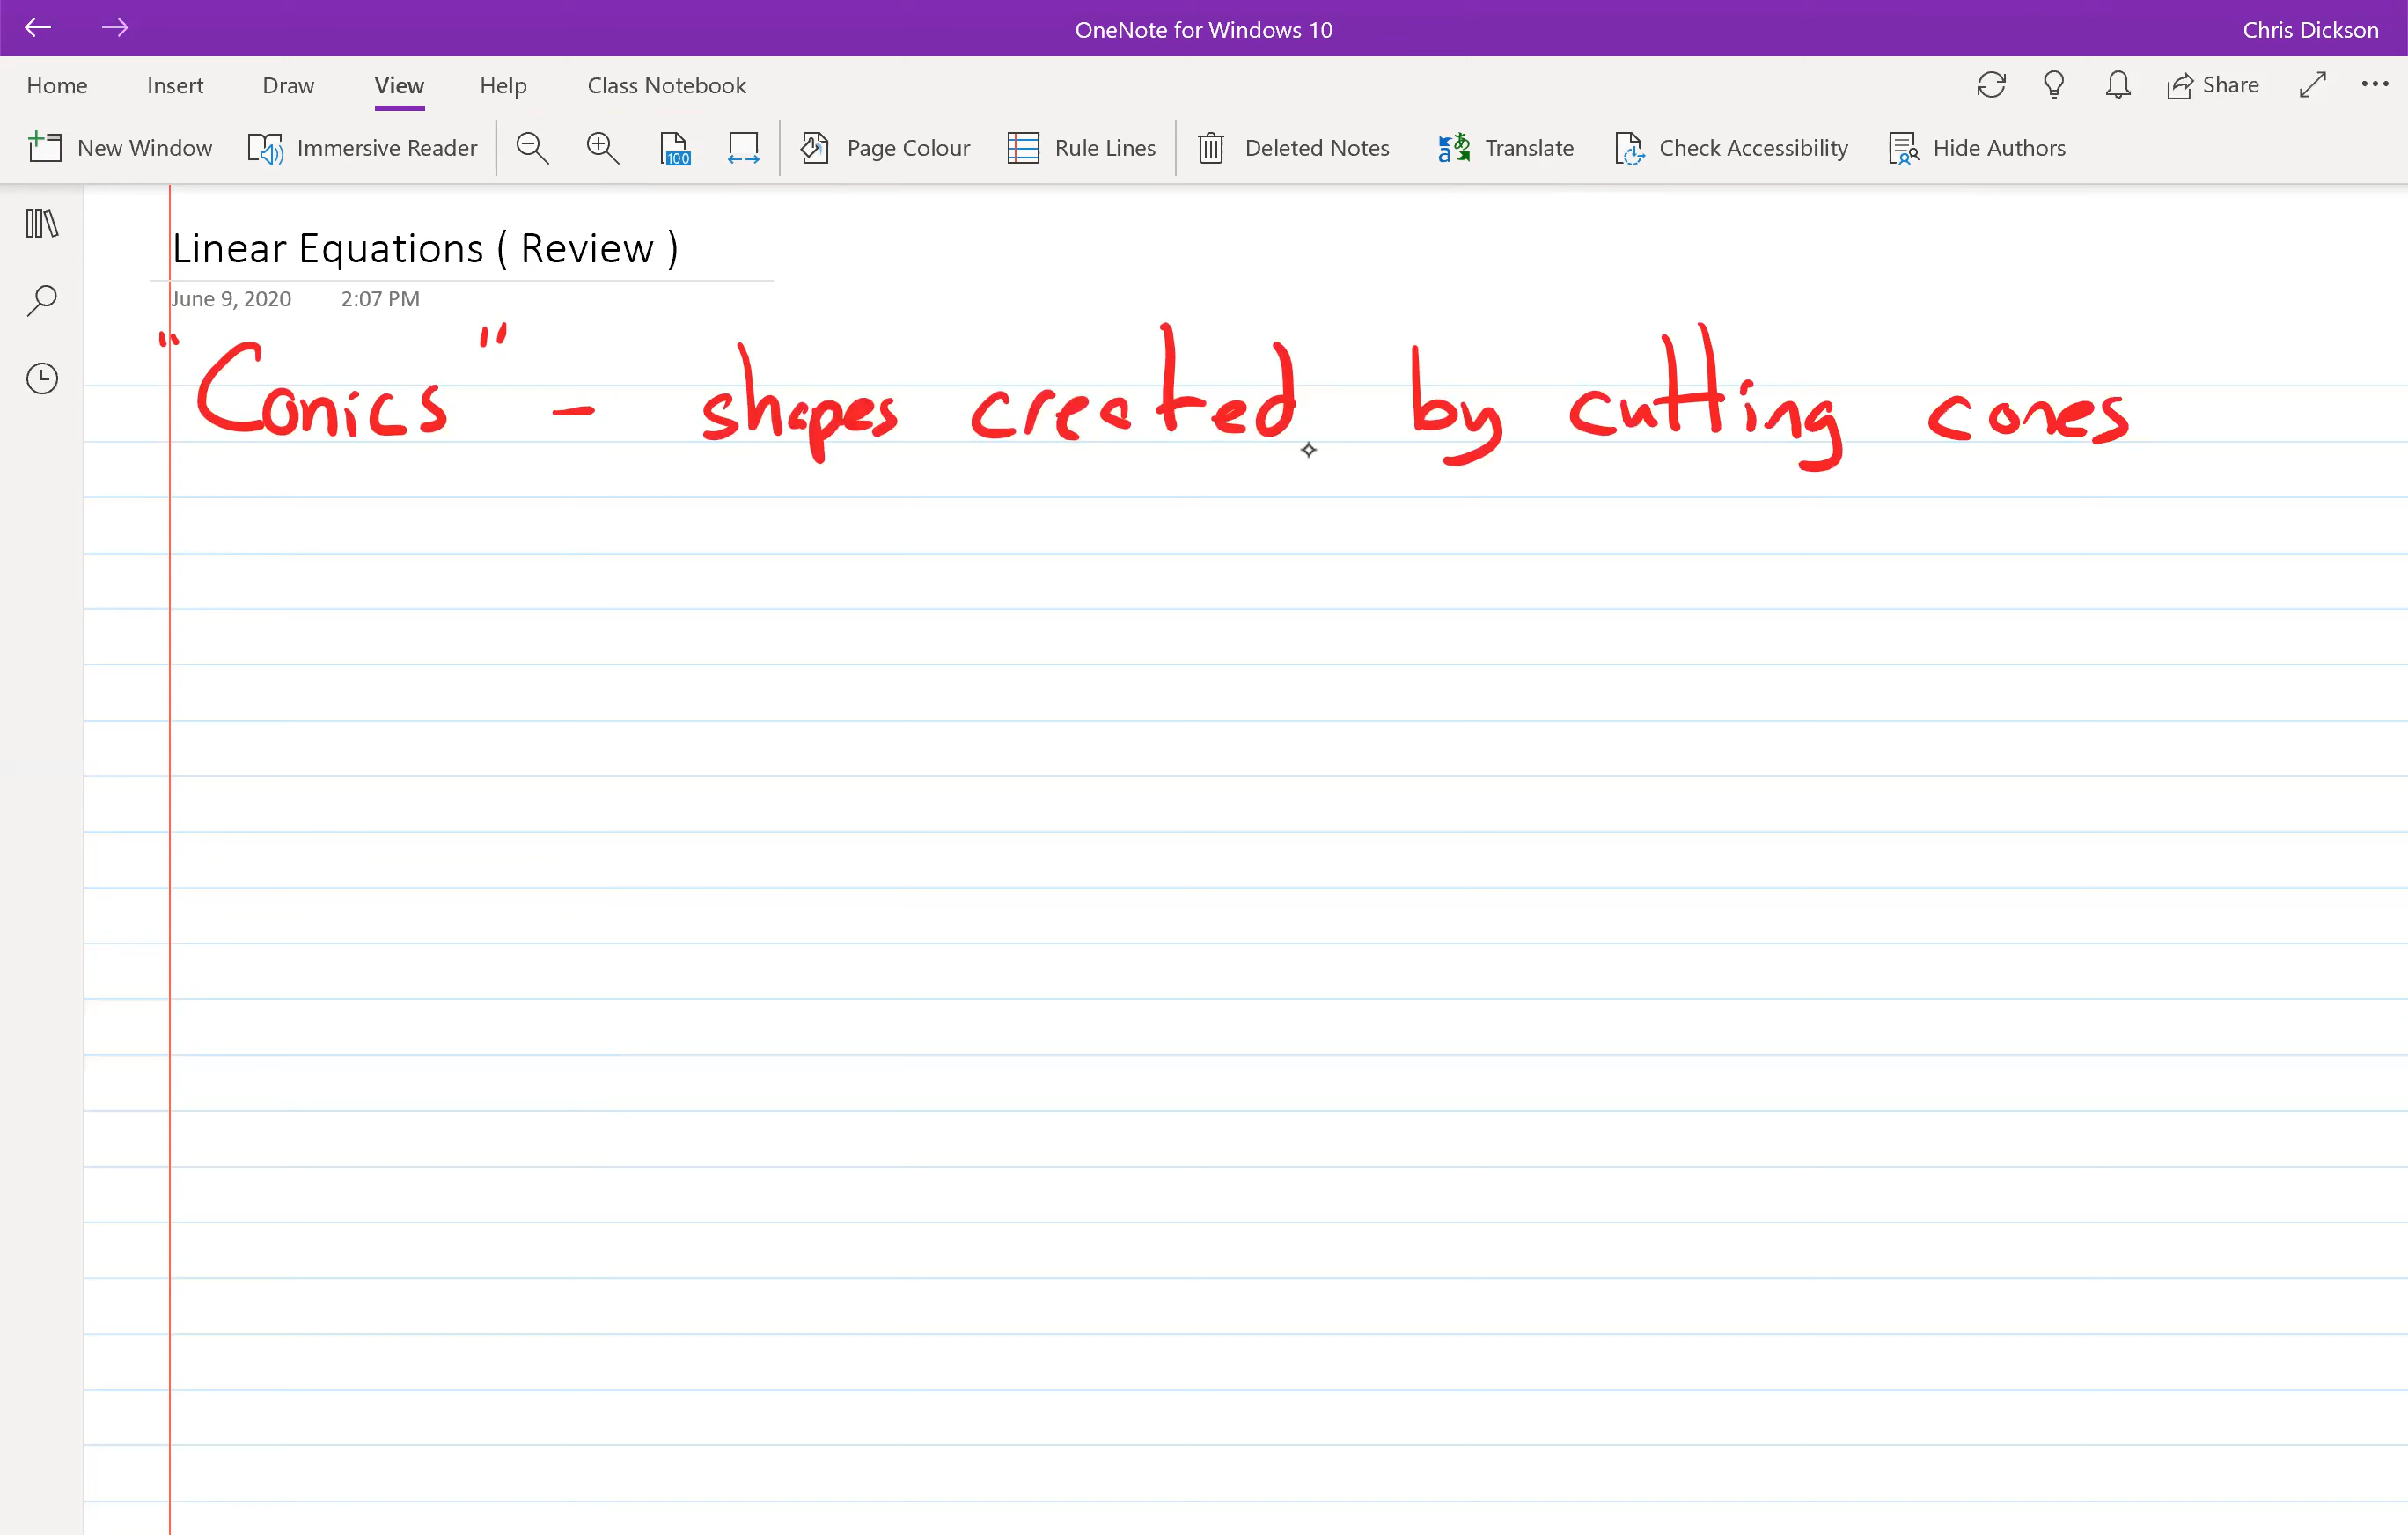 OneNote for Windows 10
Chris Dickson
Home Insert Draw View Help Class Notebook Share
New Window Immersive Reader 100 Page Colour Rule Lines Deleted Notes Translate Check Accessibility Hide Authors
Linear Equations ( Review )
June 9, 2020 2:07 PM
"Conics" - shapes created by cutting cones